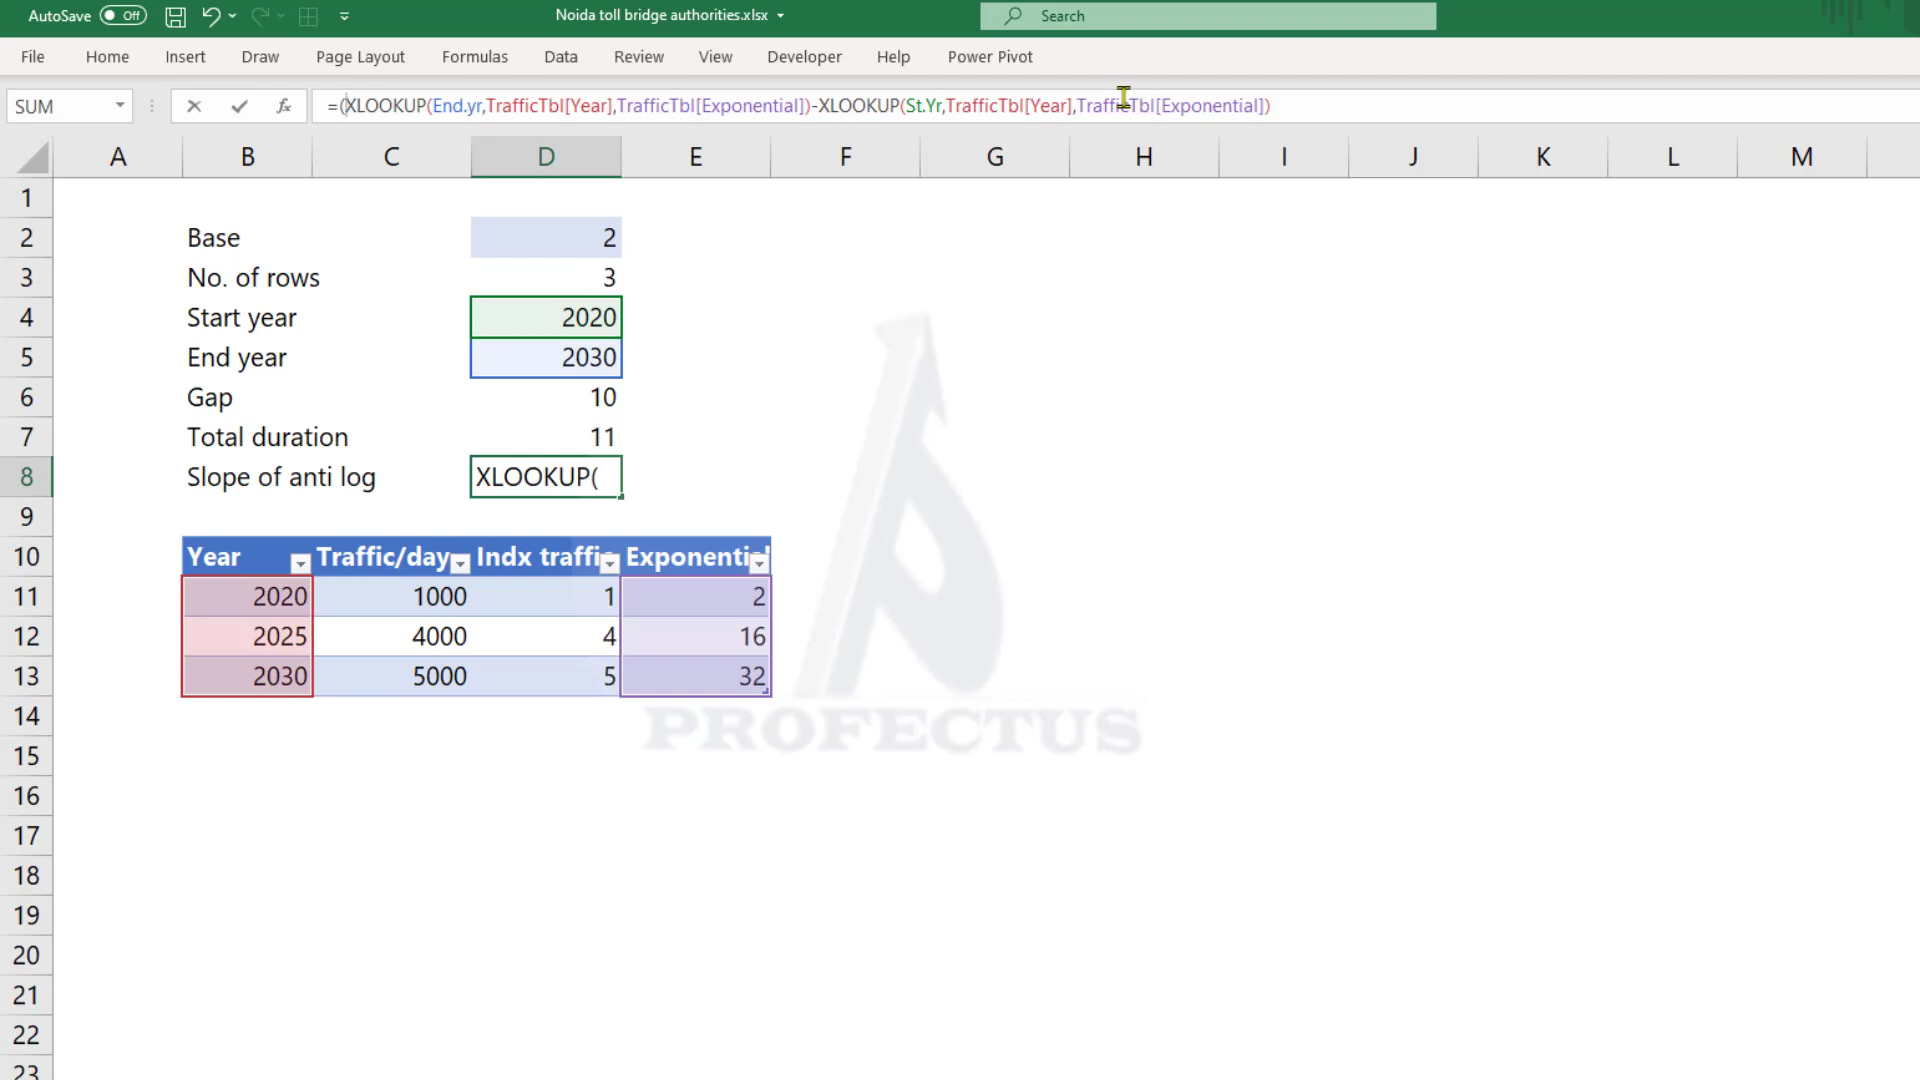 AutoSave Off Noida toll bridge authorities.xlsx Search
File Home Insert Draw Page Layout Formulas Data Review View Developer Help Power Pivot
SUM fx =(XLOOKUP(End.yr,TrafficTbl[Year],TrafficTbl[Exponential])-XLOOKUP(St.Yr,TrafficTbl[Year],TrafficTbl[Exponential])
A B C D E F G H I J K L M
1
2 Base 2
3 No. of rows 3
4 Start year 2020
5 End year 2030
6 Gap 10
7 Total duration 11
8 Slope of anti log XLOOKUP(
9
10 Year Traffic/day Indx traffic Exponential
11 2020 1000 1 2
12 2025 4000 4 16
13 2030 5000 5 32
14
PROFECTUS
15
16
17
18
19
20
21
22
23